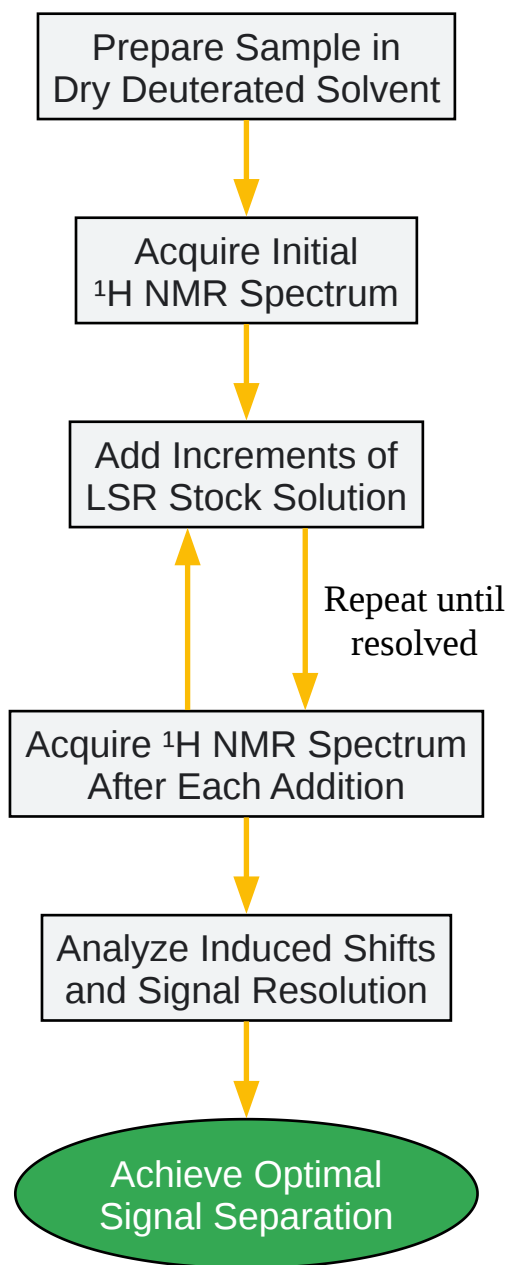 Prepare Sample in
Dry Deuterated Solvent
Acquire Initial
¹H NMR Spectrum
Add Increments of
LSR Stock Solution
Repeat until
resolved
Acquire ¹H NMR Spectrum
After Each Addition
Analyze Induced Shifts
and Signal Resolution
Achieve Optimal
Signal Separation